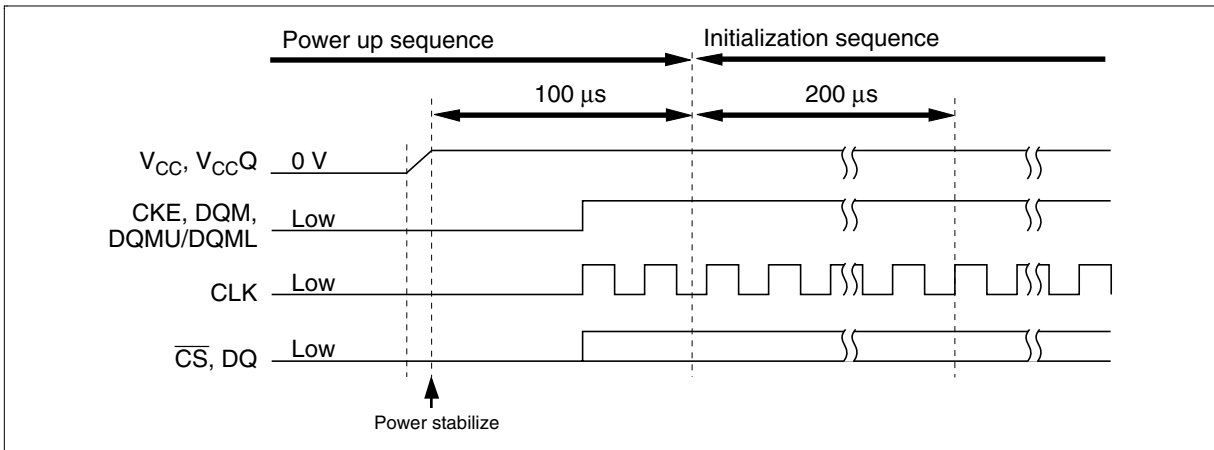 Power up sequence
Initialization sequence
100 µs
200 µs
VCC, VCCQ
0 V
CKE, DQM,
DQMU/DQML
Low
CLK
Low
CS, DQ
Low
Power stabilize